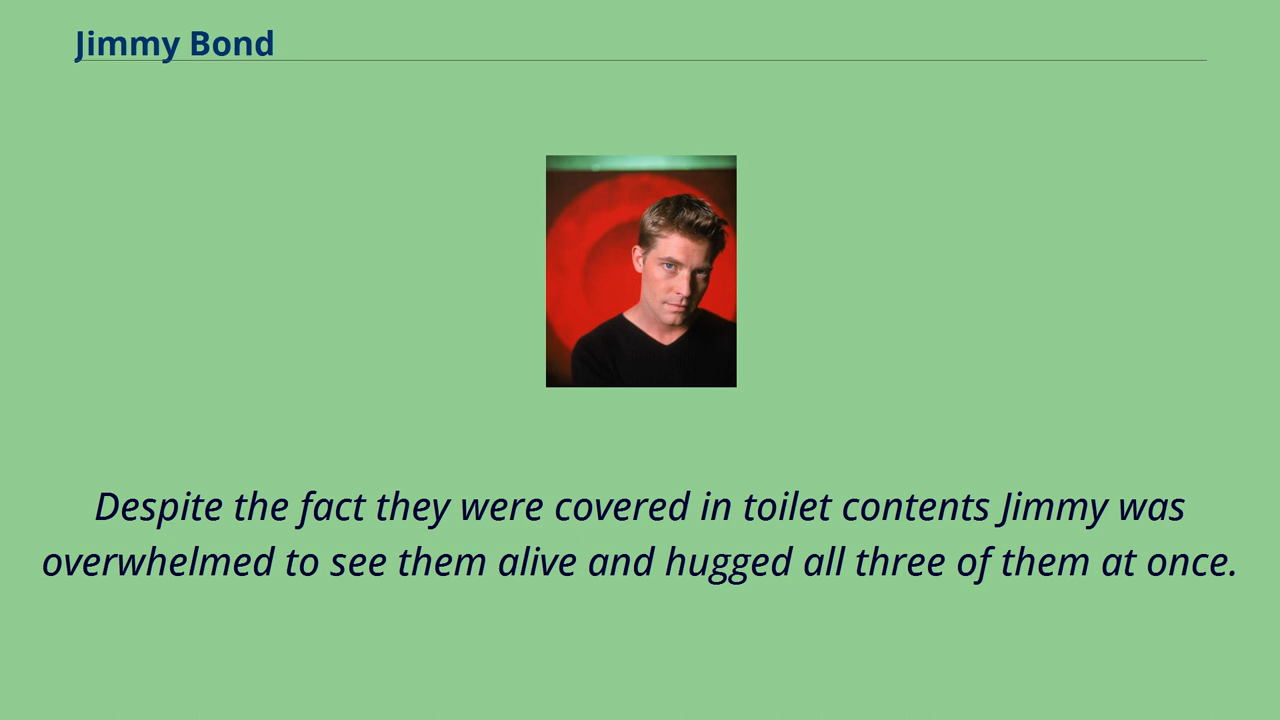 Jimmy Bond
Despite the fact they were covered in toilet contents Jimmy was
overwhelmed to see them alive and hugged all three of them at once.